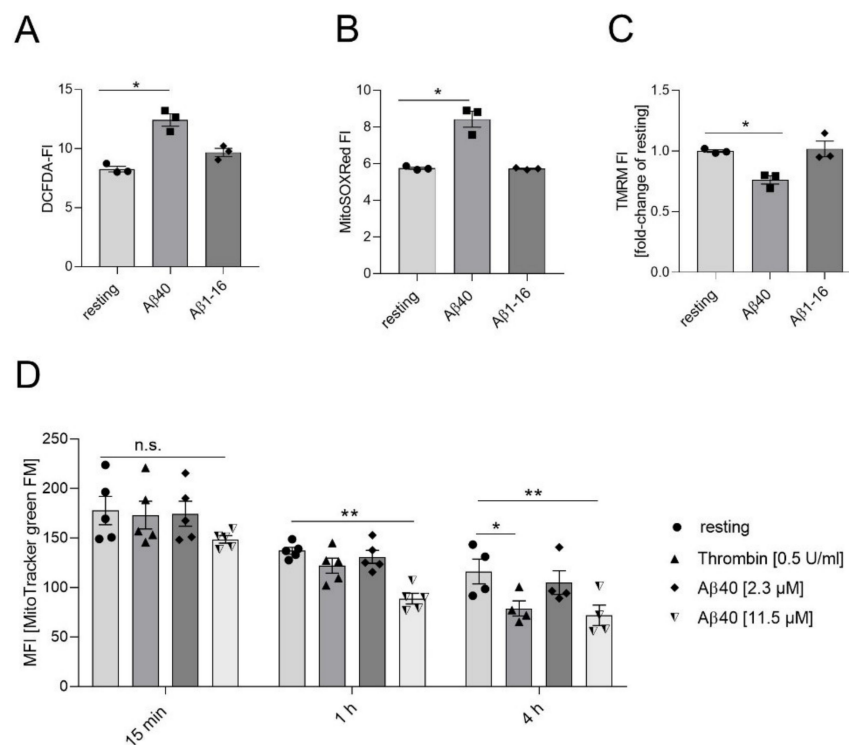 A
DCFDA-FI
15
10
5
0
*
resting
Aβ40
Aβ1-16
B
MitoSOXRed FI
10
8
6
4
2
0
*
resting
Aβ40
Aβ1-16
C
TMRM FI
[fold-change of resting]
1.5
1.0
0.5
0.0
*
resting
Aβ40
Aβ1-16
D
MFI [MitoTracker green FM]
250
200
150
100
50
0
n.s.
**
*
**
15 min
1 h
4 h
resting
Thrombin [0.5 U/ml]
Aβ40 [2.3 µM]
Aβ40 [11.5 µM]